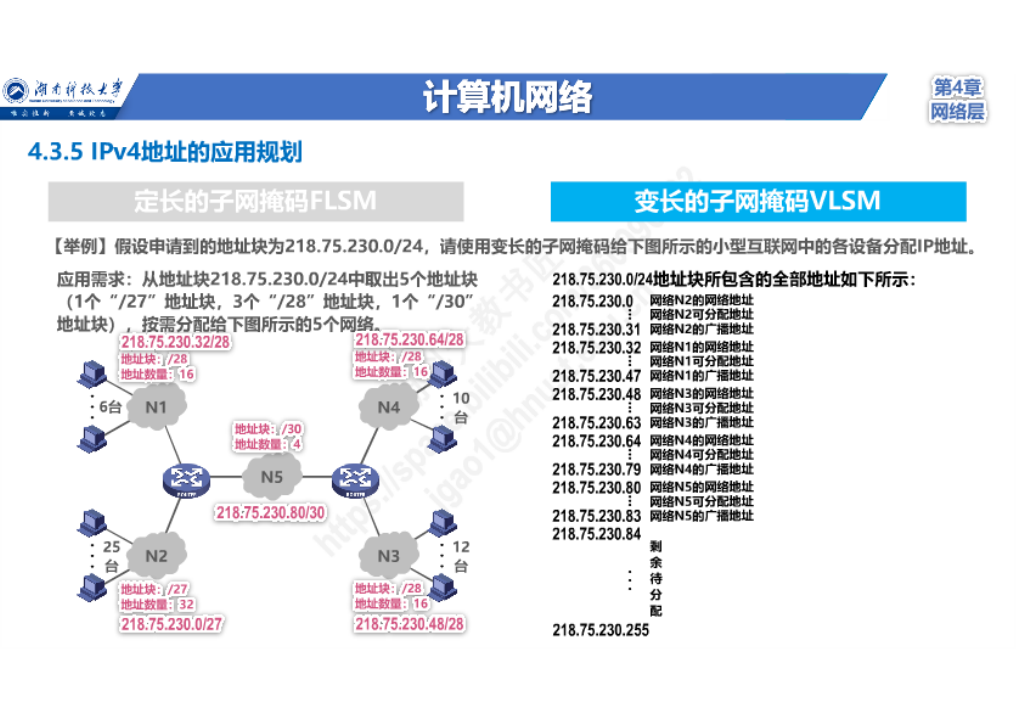 湖南科技大学
计算机网络
第4章
网络层
4.3.5 IPv4地址的应用规划
定长的子网掩码FLSM
变长的子网掩码VLSM
【举例】假设申请到的地址块为218.75.230.0/24，请使用变长的子网掩码给下图所示的小型互联网中的各设备分配IP地址。
应用需求：从地址块218.75.230.0/24中取出5个地址块
（1个“/27”地址块，3个“/28”地址块，1个“/30”
地址块），按需分配给下图所示的5个网络。
218.75.230.32/28
地址块：/28
地址数量：16
6台
N1
218.75.230.64/28
地址块：/28
地址数量：16
N4
10
台
地址块：/30
地址数量：4
N5
ROUTER
ROUTER
218.75.230.80/30
25
台
N2
地址块：/27
地址数量：32
218.75.230.0/27
N3
12
台
地址块：/28
地址数量：16
218.75.230.48/28
218.75.230.0/24地址块所包含的全部地址如下所示：
218.75.230.0 网络N2的网络地址
⋮ 网络N2可分配地址
218.75.230.31 网络N2的广播地址
218.75.230.32 网络N1的网络地址
⋮ 网络N1可分配地址
218.75.230.47 网络N1的广播地址
218.75.230.48 网络N3的网络地址
⋮ 网络N3可分配地址
218.75.230.63 网络N3的广播地址
218.75.230.64 网络N4的网络地址
⋮ 网络N4可分配地址
218.75.230.79 网络N4的广播地址
218.75.230.80 网络N5的网络地址
⋮ 网络N5可分配地址
218.75.230.83 网络N5的广播地址
218.75.230.84
剩
余
待
分
配
218.75.230.255